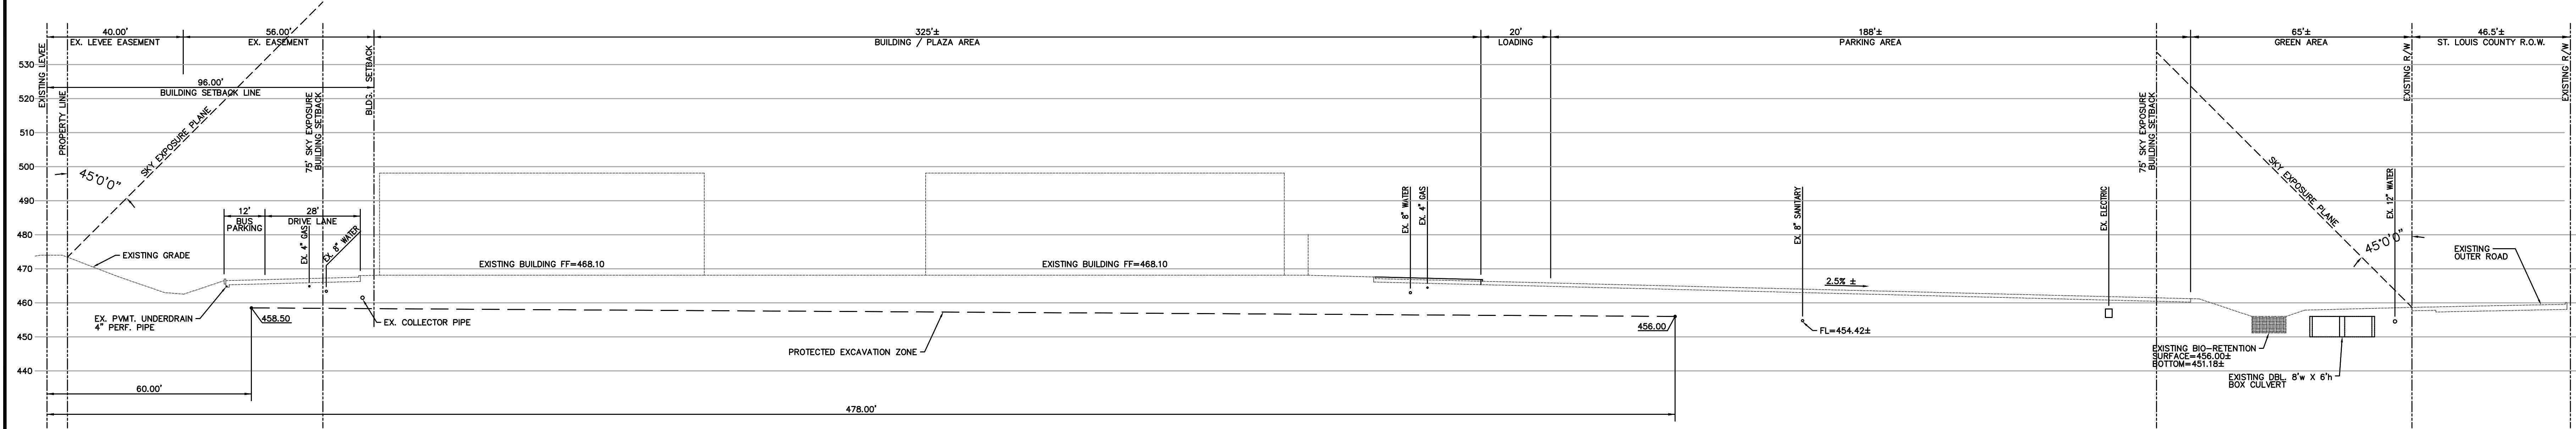 40.00'
EX. LEVEE EASEMENT
56.00'
EX. EASEMENT
325'±
BUILDING / PLAZA AREA
20'
LOADING
188'±
PARKING AREA
65'±
GREEN AREA
46.5'±
ST. LOUIS COUNTY R.O.W.
96.00'
BUILDING SETBACK LINE
EXISTING LEVEE
PROPERTY LINE
SKY EXPOSURE PLANE
75' SKY EXPOSURE
BUILDING SETBACK
BLDG. SETBACK
75' SKY EXPOSURE
BUILDING SETBACK
SKY EXPOSURE PLANE
EXISTING R/W
EXISTING R/W
530
520
510
500
490
480
470
460
450
440
45°0'0"
45°0'0"
12'
BUS
PARKING
28'
DRIVE LANE
EX. 4" GAS
EX. 8" WATER
EX. 8" WATER
EX. 4" GAS
EX. 8" SANITARY
EX. ELECTRIC
EX. 12" WATER
EXISTING GRADE
EXISTING BUILDING FF=468.10
EXISTING BUILDING FF=468.10
2.5% ±
EXISTING
OUTER ROAD
EX. PVMT. UNDERDRAIN
4" PERF. PIPE
458.50
EX. COLLECTOR PIPE
PROTECTED EXCAVATION ZONE
456.00
FL=454.42±
EXISTING BIO-RETENTION
SURFACE=456.00±
BOTTOM=451.18±
EXISTING DBL. 8'w X 6'h
BOX CULVERT
60.00'
478.00'